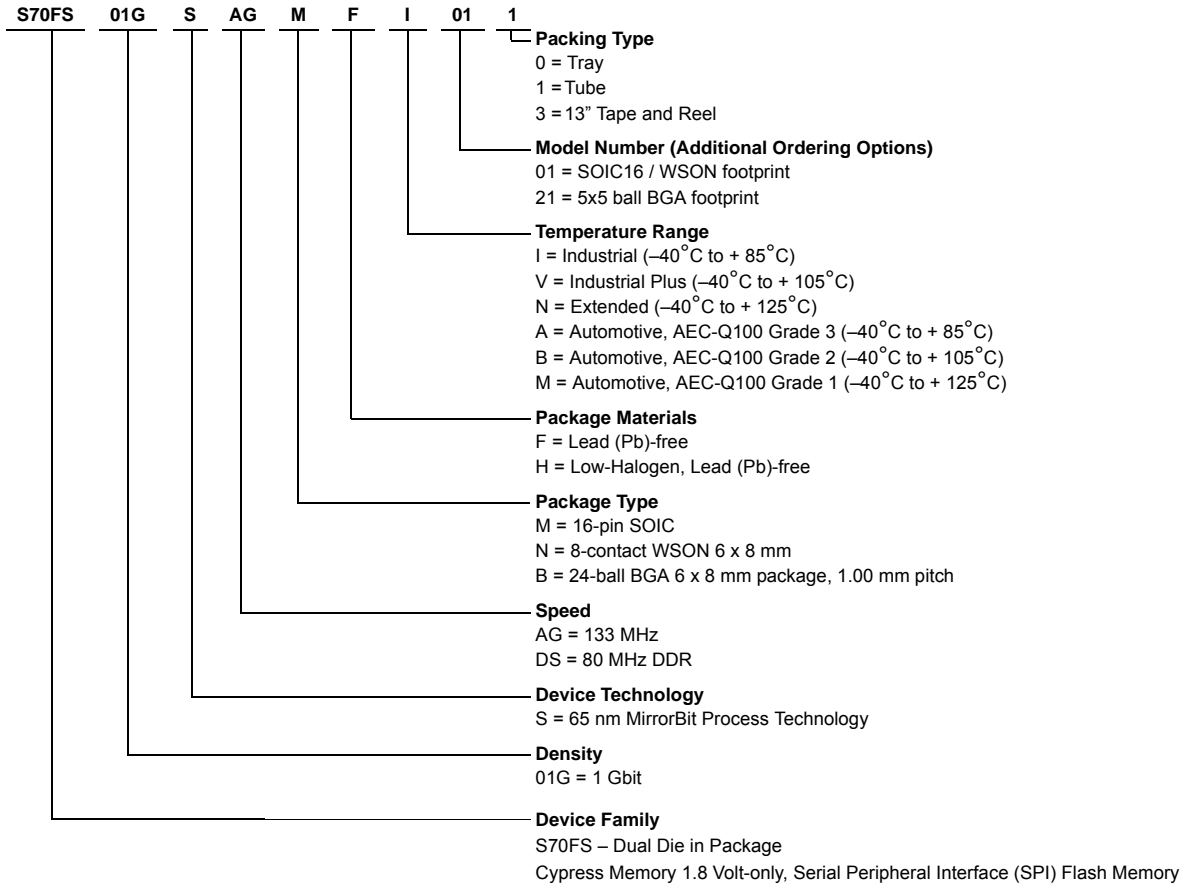 S70FS 01G S AG M F I 01 1
Packing Type
0 = Tray
1 = Tube
3 = 13” Tape and Reel
Model Number (Additional Ordering Options)
01 = SOIC16 / WSON footprint
21 = 5x5 ball BGA footprint
Temperature Range
I = Industrial (–40°C to + 85°C)
V = Industrial Plus (–40°C to + 105°C)
N = Extended (–40°C to + 125°C)
A = Automotive, AEC-Q100 Grade 3 (–40°C to + 85°C)
B = Automotive, AEC-Q100 Grade 2 (–40°C to + 105°C)
M = Automotive, AEC-Q100 Grade 1 (–40°C to + 125°C)
Package Materials
F = Lead (Pb)-free
H = Low-Halogen, Lead (Pb)-free
Package Type
M = 16-pin SOIC
N = 8-contact WSON 6 x 8 mm
B = 24-ball BGA 6 x 8 mm package, 1.00 mm pitch
Speed
AG = 133 MHz
DS = 80 MHz DDR
Device Technology
S = 65 nm MirrorBit Process Technology
Density
01G = 1 Gbit
Device Family
S70FS – Dual Die in Package
Cypress Memory 1.8 Volt-only, Serial Peripheral Interface (SPI) Flash Memory